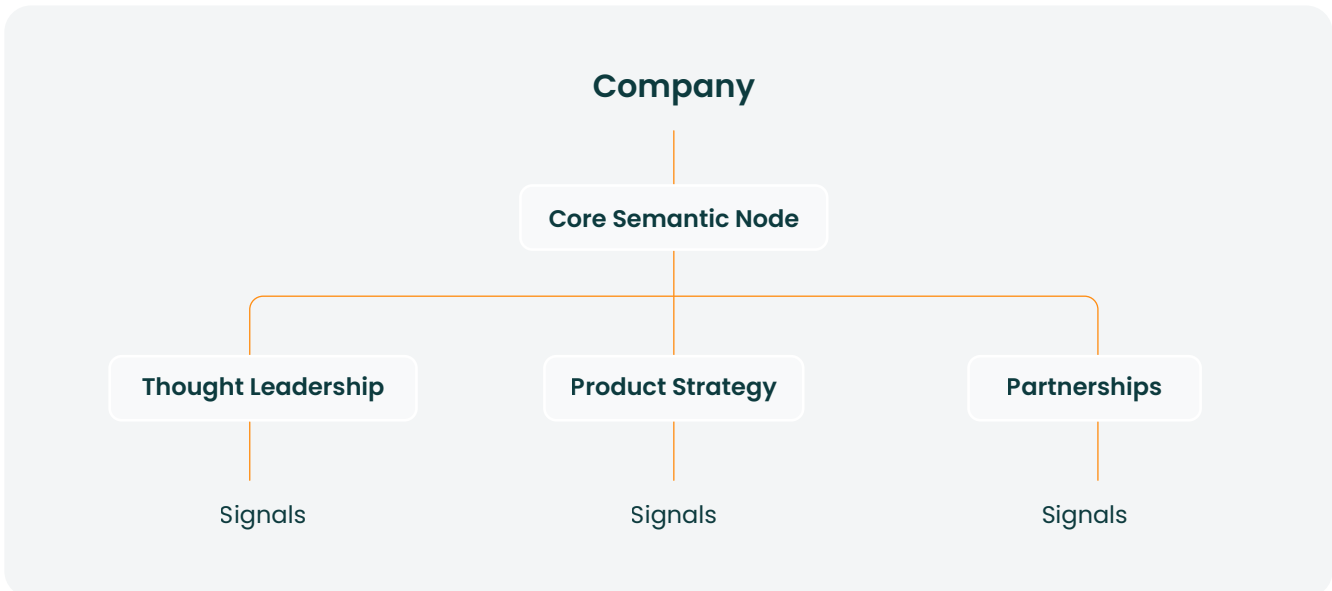 Company
Core Semantic Node
Thought Leadership
Product Strategy
Partnerships
Signals
Signals
Signals